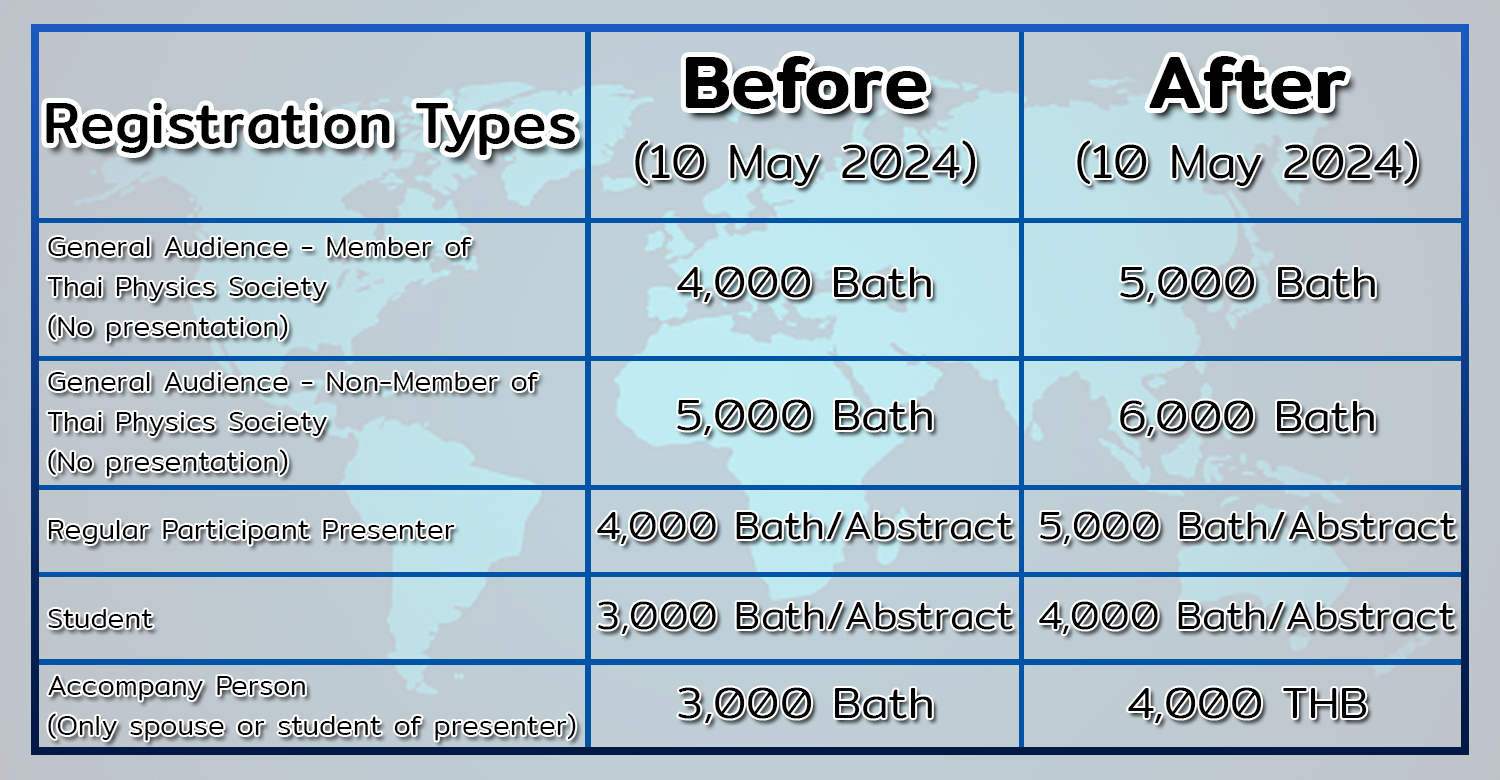 Registration Types
Before
(10 May 2024)
After
(10 May 2024)
General Audience - Member of
Thai Physics Society
(No presentation)
4,000 Bath
5,000 Bath
General Audience - Non-Member of
Thai Physics Society
(No presentation)
5,000 Bath
6,000 Bath
Regular Participant Presenter
4,000 Bath/Abstract
5,000 Bath/Abstract
Student
3,000 Bath/Abstract
4,000 Bath/Abstract
Accompany Person
(Only spouse or student of presenter)
3,000 Bath
4,000 THB